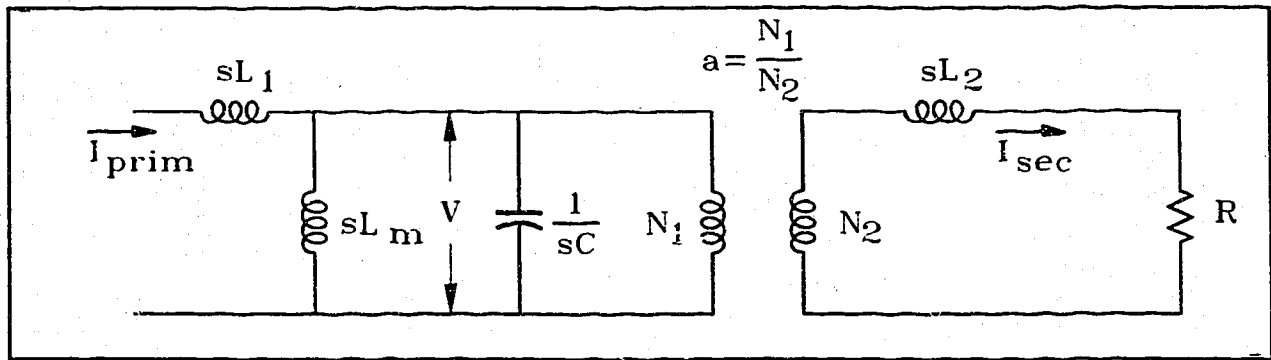 a = N1/N2
sL1
sL2
Iprim
Isec
sLm
V
1/sC
N1
N2
R